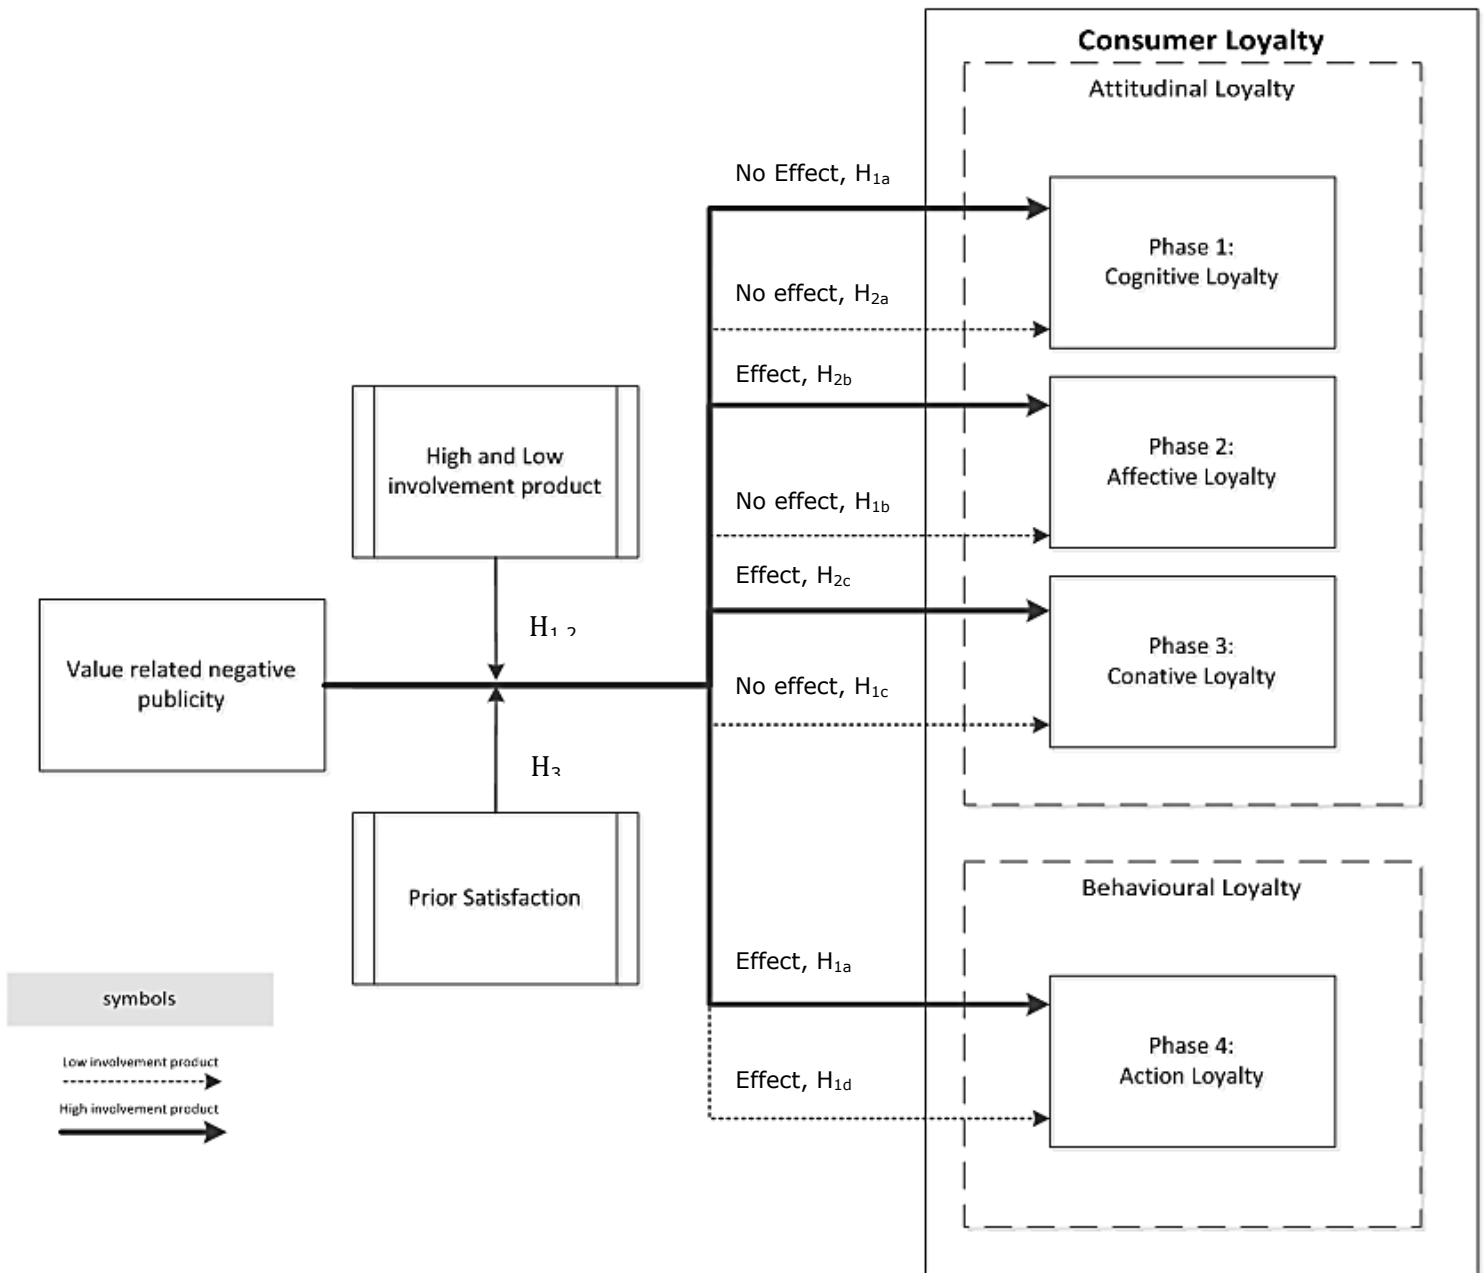 Consumer Loyalty
Attitudinal Loyalty
No Effect, H1a
Phase 1:
Cognitive Loyalty
No effect, H2a
Effect, H2b
Phase 2:
Affective Loyalty
High and Low
involvement product
No effect, H1b
Effect, H2c
H1,2
Phase 3:
Conative Loyalty
Value related negative
publicity
No effect, H1c
H3
Prior Satisfaction
Behavioural Loyalty
Effect, H1a
Phase 4:
Action Loyalty
Effect, H1d
symbols
Low involvement product
High involvement product